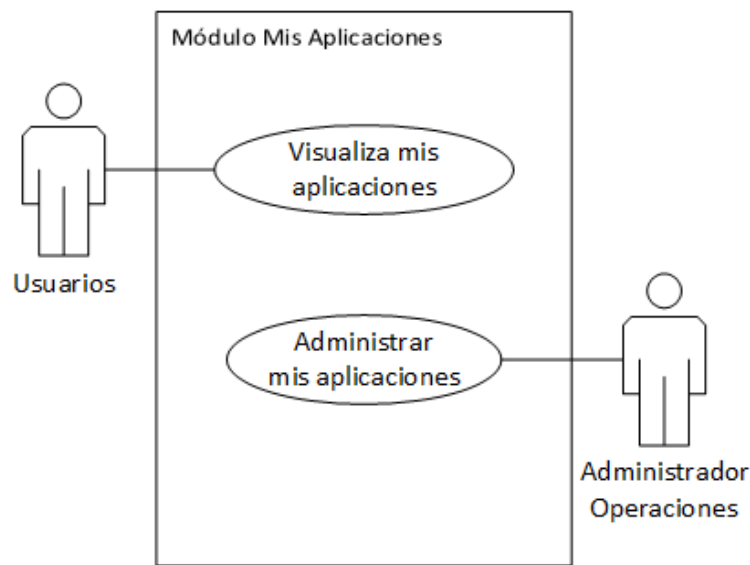 Módulo Mis Aplicaciones
Visualiza mis
aplicaciones
Usuarios
Administrar
mis aplicaciones
Administrador
Operaciones